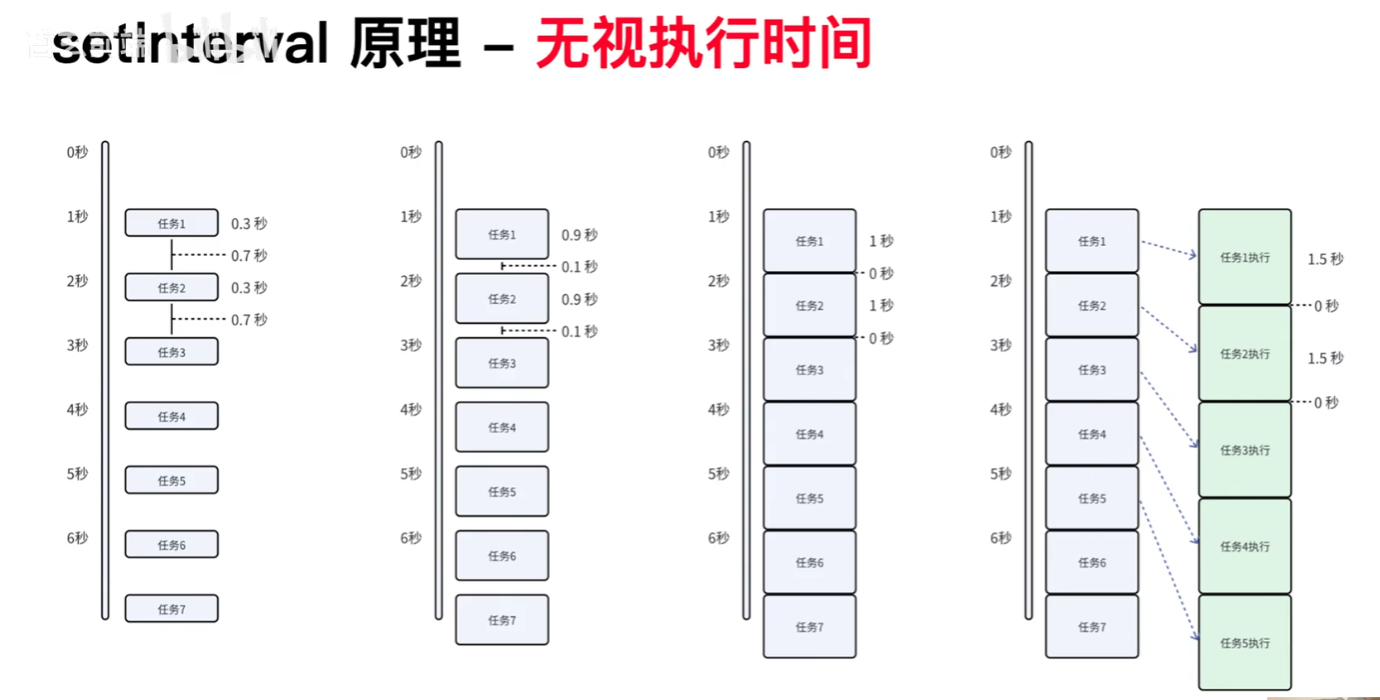 setInterval 原理 – 无视执行时间
0秒
1秒
2秒
3秒
4秒
5秒
6秒
任务1
0.3 秒
0.7 秒
任务2
0.3 秒
0.7 秒
任务3
任务4
任务5
任务6
任务7
0秒
1秒
2秒
3秒
4秒
5秒
6秒
任务1
0.9 秒
0.1 秒
任务2
0.9 秒
0.1 秒
任务3
任务4
任务5
任务6
任务7
0秒
1秒
2秒
3秒
4秒
5秒
6秒
任务1
1 秒
0 秒
任务2
1 秒
0 秒
任务3
任务4
任务5
任务6
任务7
0秒
1秒
2秒
3秒
4秒
5秒
6秒
任务1
任务2
任务3
任务4
任务5
任务6
任务7
任务1执行
1.5 秒
0 秒
任务2执行
1.5 秒
0 秒
任务3执行
任务4执行
任务5执行